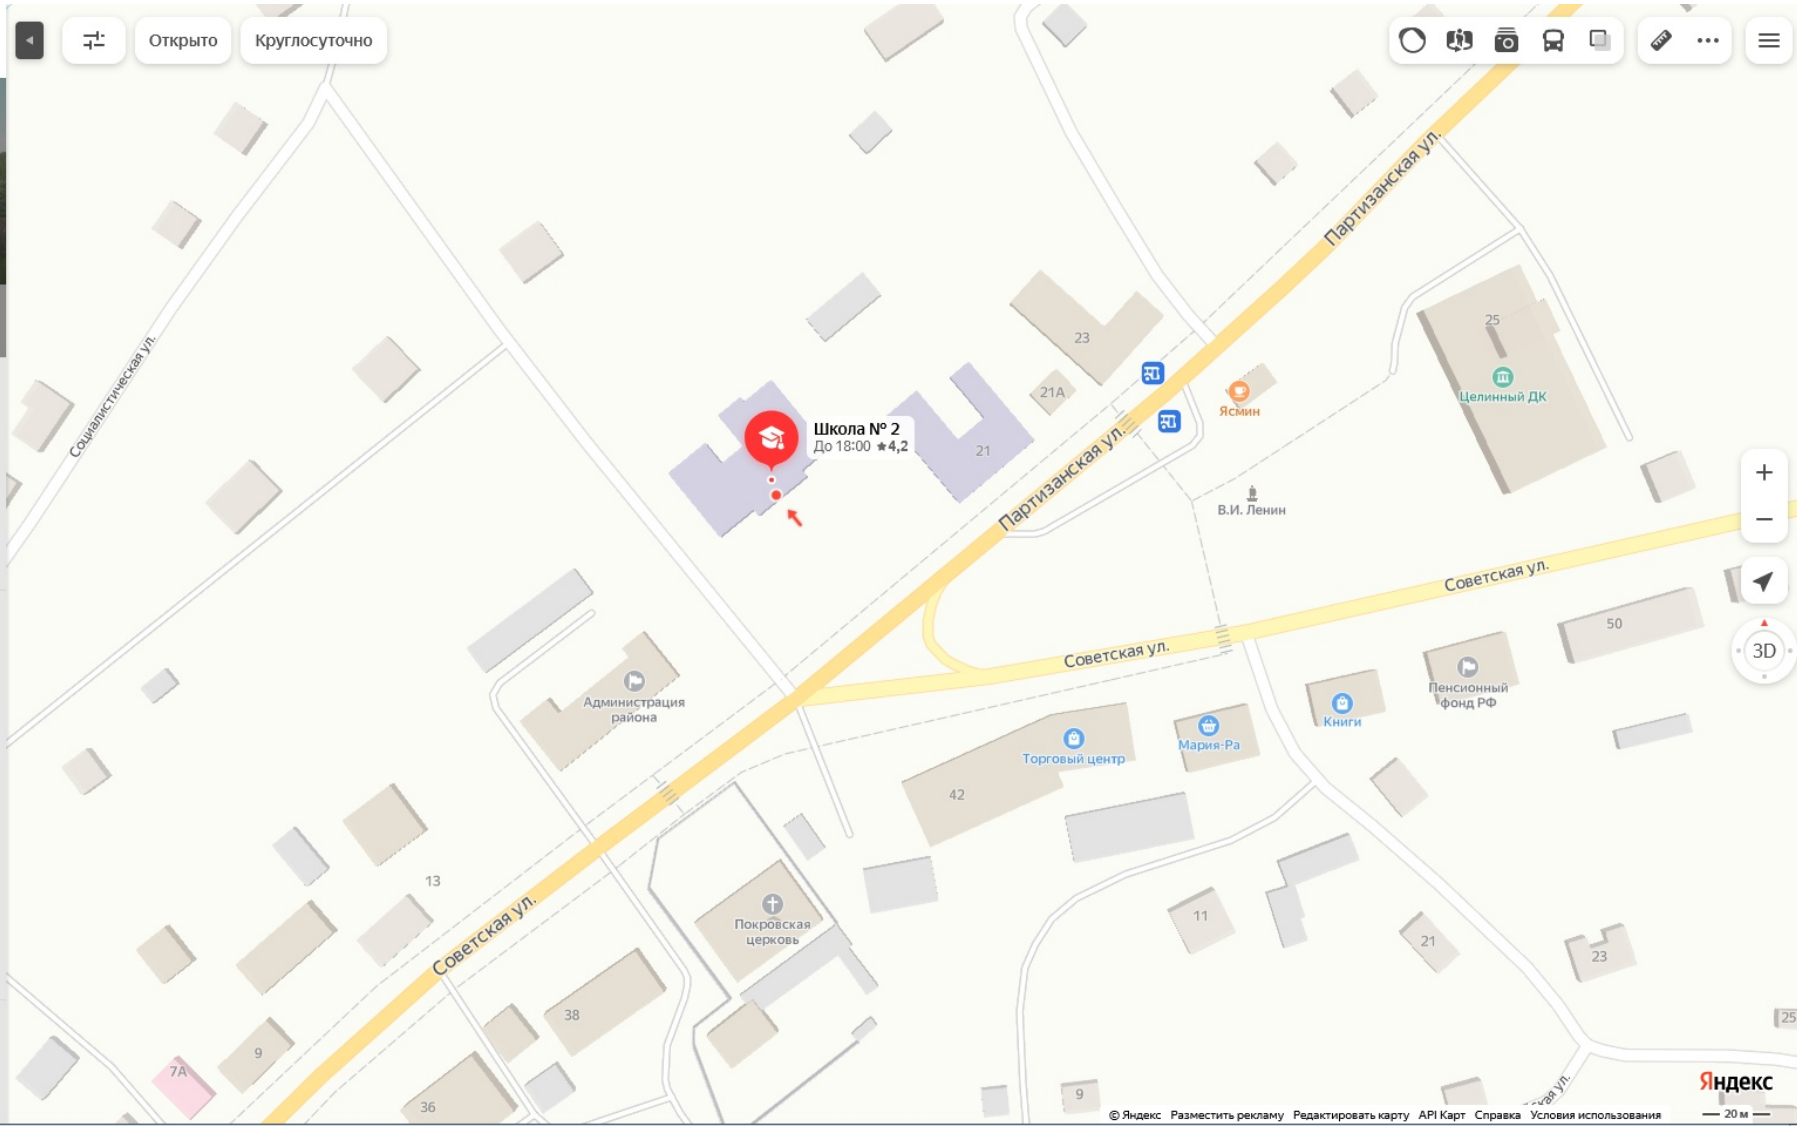 Открыто
Круглосуточно
Партизанская ул.
Социалистическая ул.
23
25
Целинный ДК
21А
Ясмин
Школа № 2
До 18:00 ★4,2
21
Партизанская ул.
В.И. Ленин
Советская ул.
50
Советская ул.
Администрация
района
Пенсионный
фонд РФ
Книги
Мария-Ра
Торговый центр
42
13
Советская ул.
Покровская
церковь
11
21
23
38
25
9
7А
36
9
3D
Яндекс
© Яндекс Разместить рекламу Редактировать карту API Карт Справка Условия использования
20 м